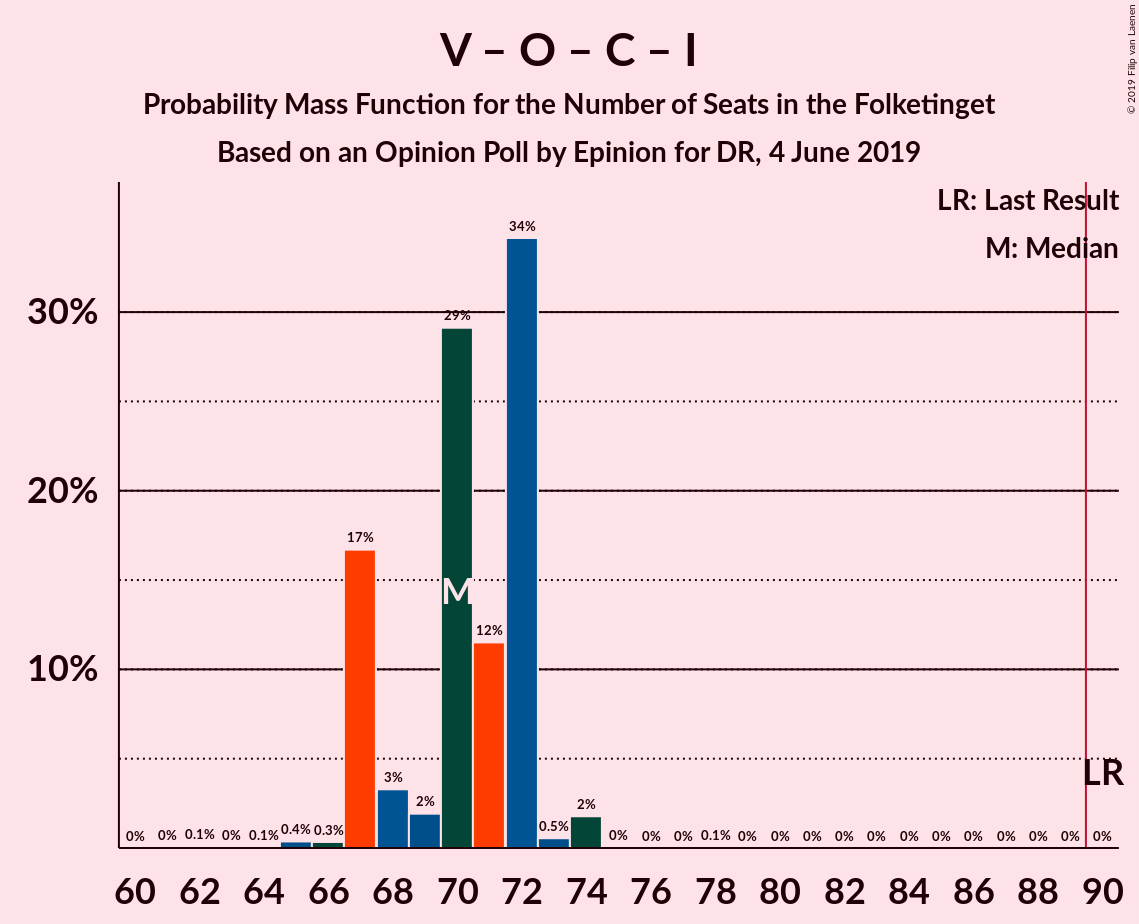 V – O – C – I
Probability Mass Function for the Number of Seats in the Folketinget
Based on an Opinion Poll by Epinion for DR, 4 June 2019
© 2019 Filip van Laenen
LR: Last Result
M: Median
30%
20%
10%
0% 0% 0.1% 0% 0.1% 0.4% 0.3% 17% 3% 2% 29% 12% 34% 0.5% 2% 0% 0% 0% 0.1% 0% 0% 0% 0% 0% 0% 0% 0% 0% 0% 0% 0%
M
LR
60 62 64 66 68 70 72 74 76 78 80 82 84 86 88 90